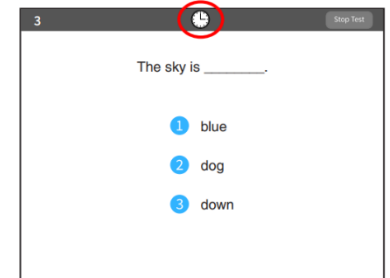 3 Stop Test
The sky is ________.
1 blue
2 dog
3 down